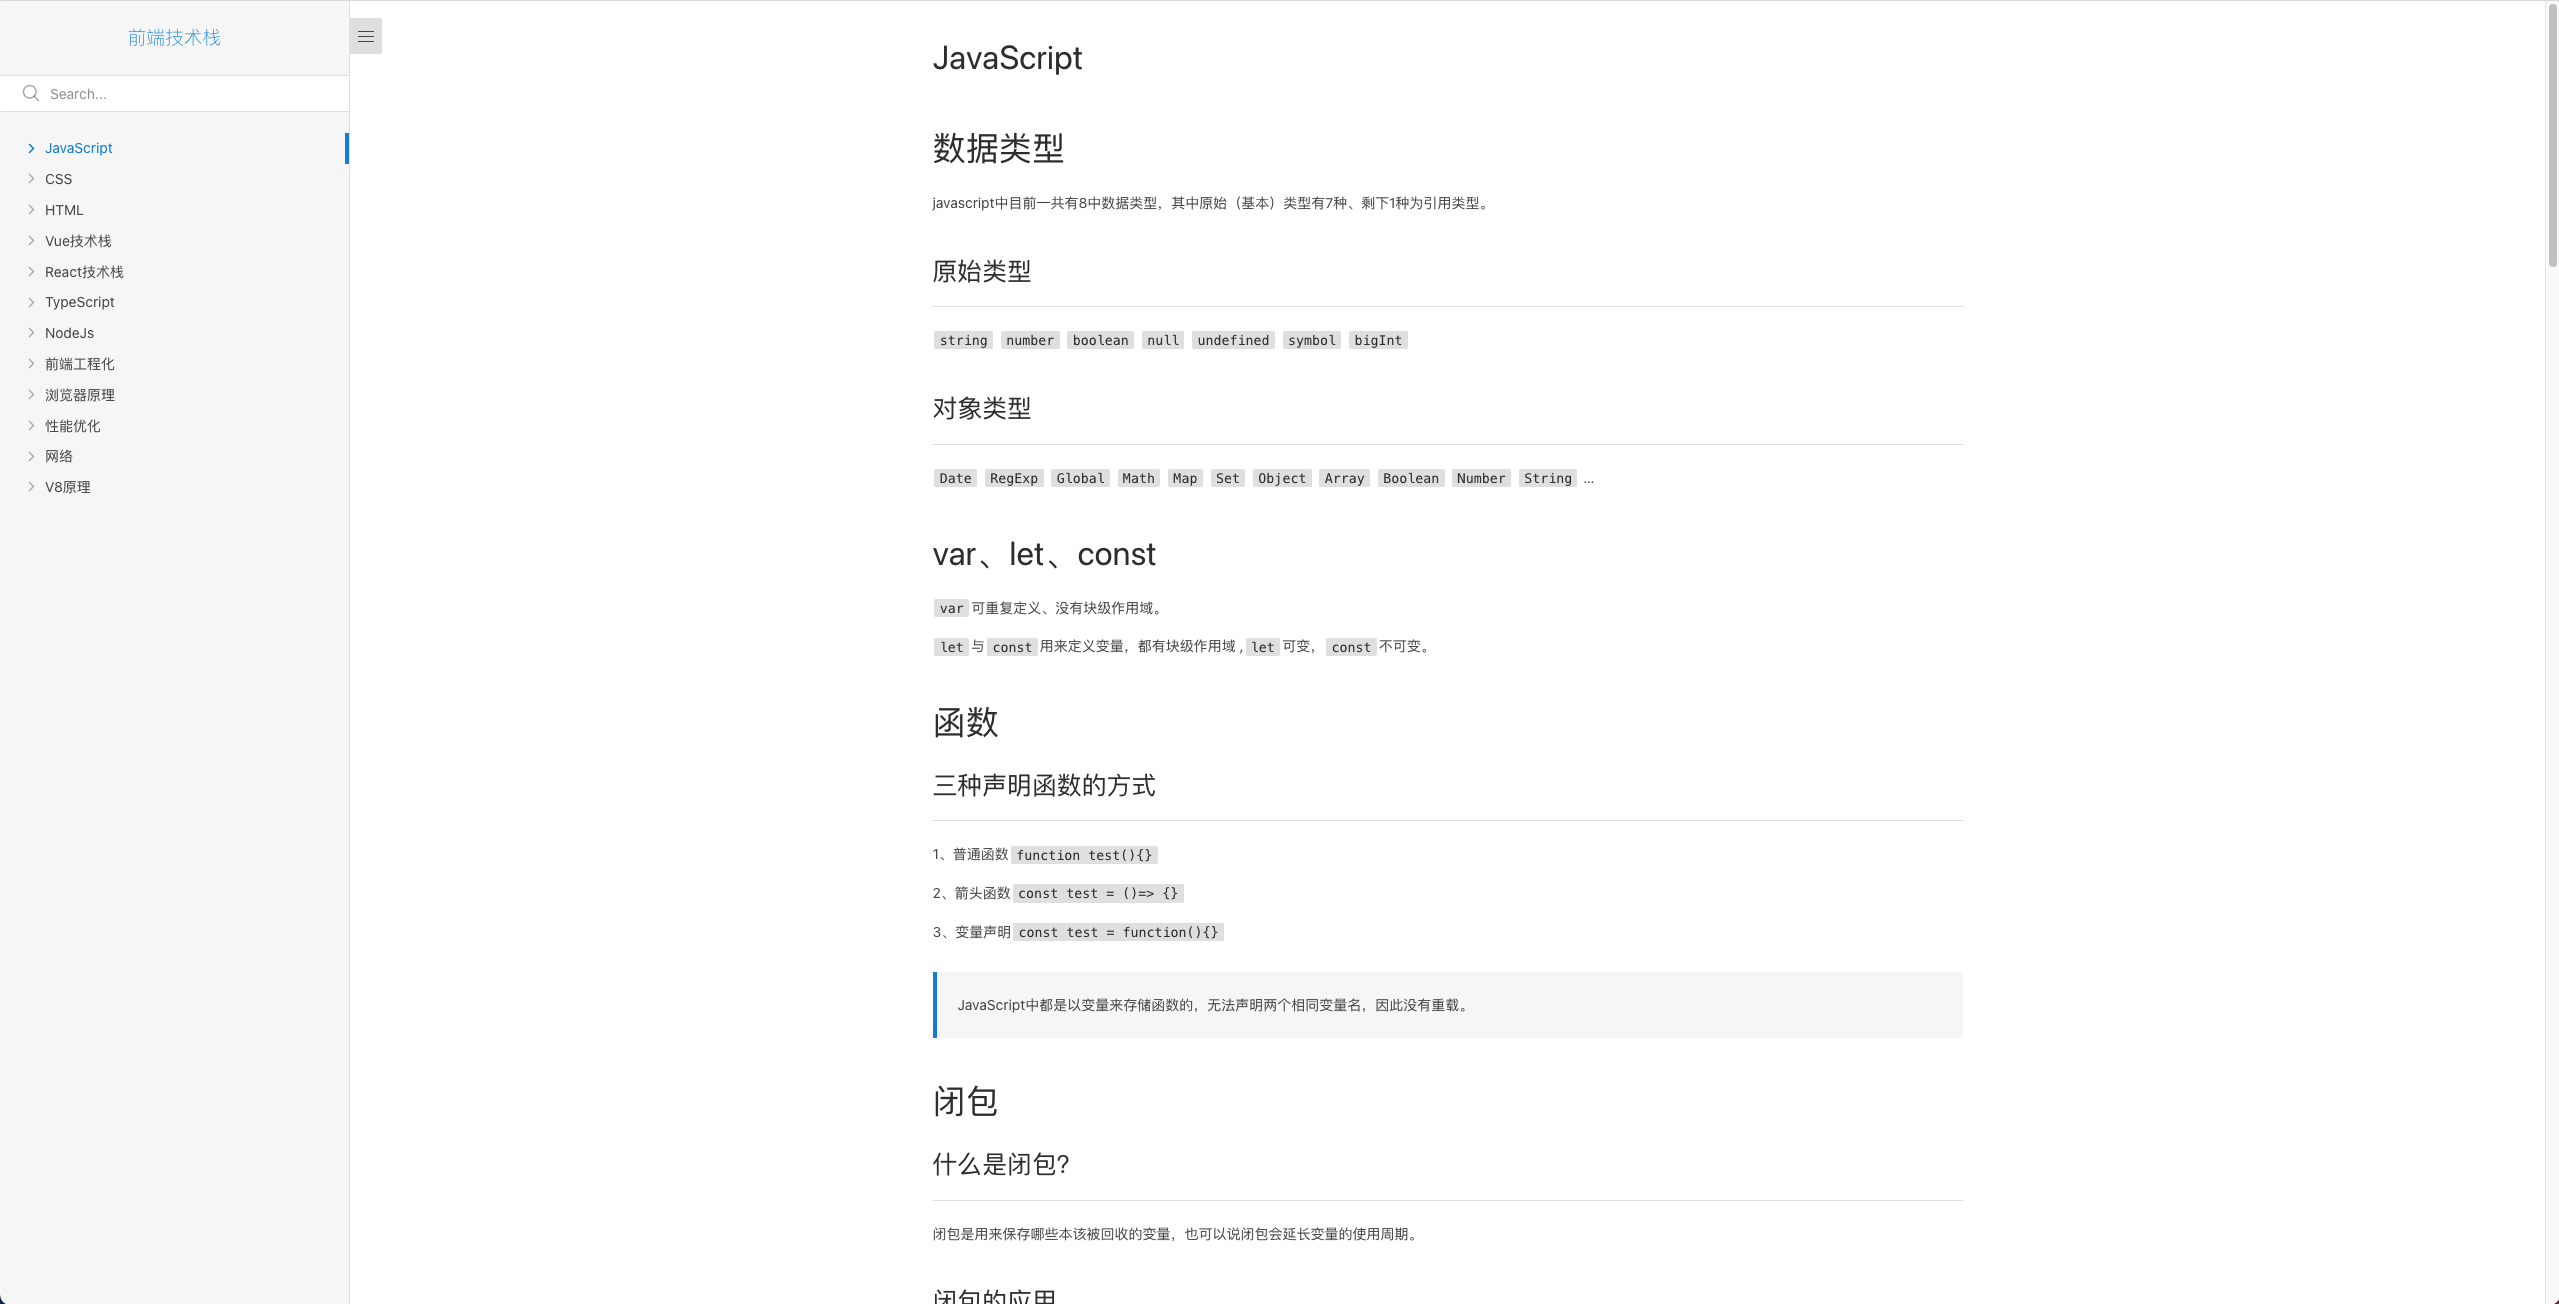 前端技术栈
Search...
JavaScript
CSS
HTML
Vue技术栈
React技术栈
TypeScript
NodeJs
前端工程化
浏览器原理
性能优化
网络
V8原理
JavaScript
数据类型
javascript中目前一共有8中数据类型，其中原始（基本）类型有7种、剩下1种为引用类型。
原始类型
string number boolean null undefined symbol bigInt
对象类型
Date RegExp Global Math Map Set Object Array Boolean Number String ...
var、let、const
var 可重复定义、没有块级作用域。
let 与 const 用来定义变量，都有块级作用域 , let 可变， const 不可变。
函数
三种声明函数的方式
1、普通函数 function test(){}
2、箭头函数 const test = ()=> {}
3、变量声明 const test = function(){}
JavaScript中都是以变量来存储函数的，无法声明两个相同变量名，因此没有重载。
闭包
什么是闭包?
闭包是用来保存哪些本该被回收的变量，也可以说闭包会延长变量的使用周期。
闭包的应用